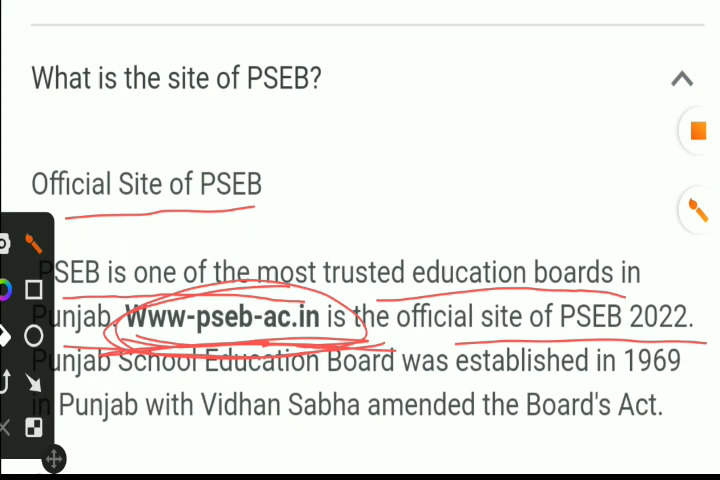 What is the site of PSEB?
Official Site of PSEB
PSEB is one of the most trusted education boards in
Punjab. Www-pseb-ac.in is the official site of PSEB 2022.
Punjab School Education Board was established in 1969
in Punjab with Vidhan Sabha amended the Board's Act.